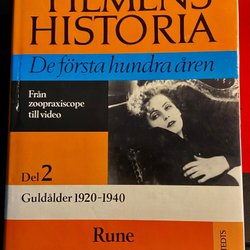 FILMENS
HISTORIA
De första hundra åren
Från
zoopraxiscope
till video
Del 2
Guldålder 1920-1940
Rune